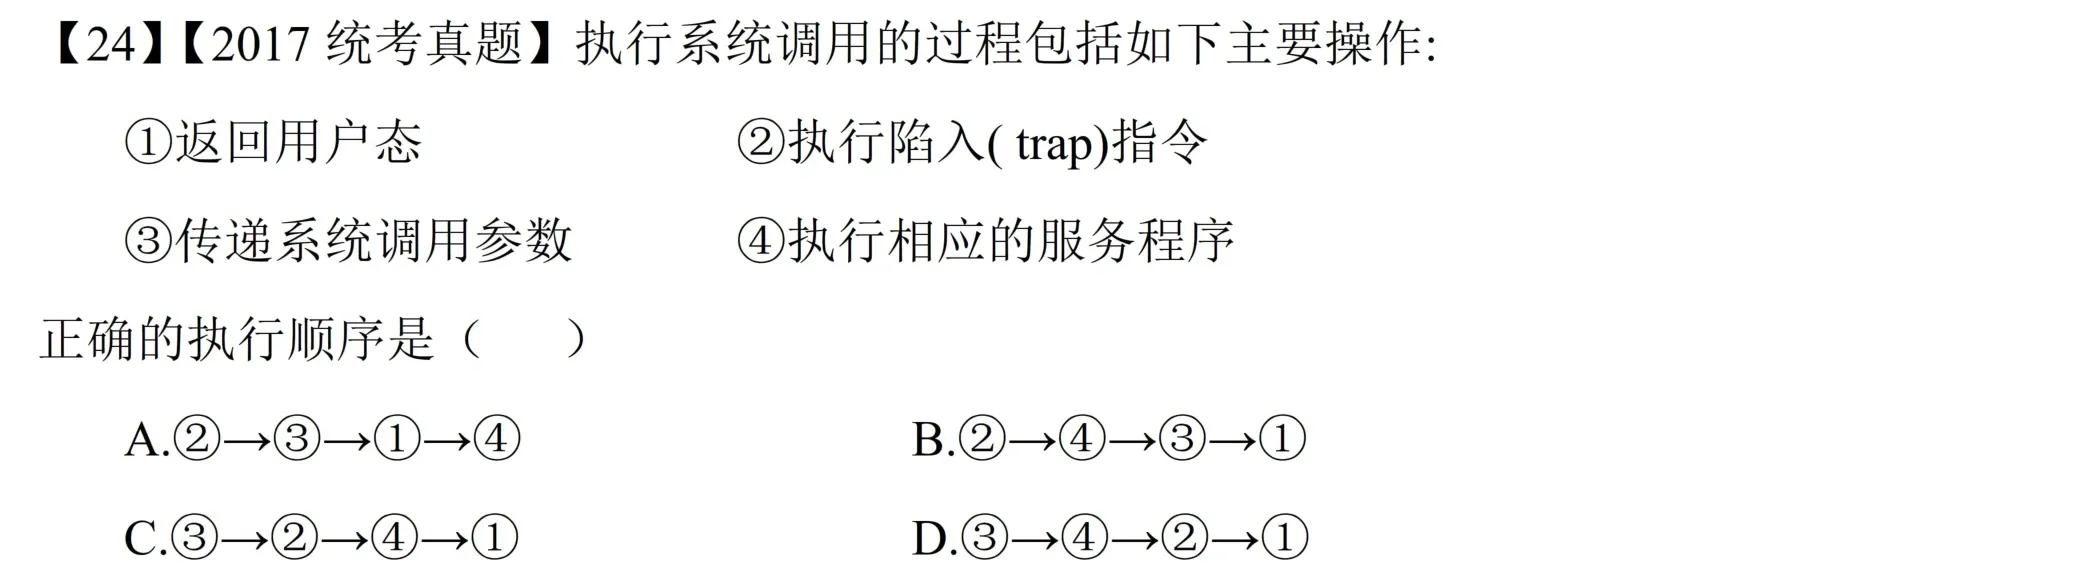 【24】【2017 统考真题】执行系统调用的过程包括如下主要操作:
①返回用户态 ②执行陷入( trap)指令
③传递系统调用参数 ④执行相应的服务程序
正确的执行顺序是（ ）
A.②→③→①→④ B.②→④→③→①
C.③→②→④→① D.③→④→②→①